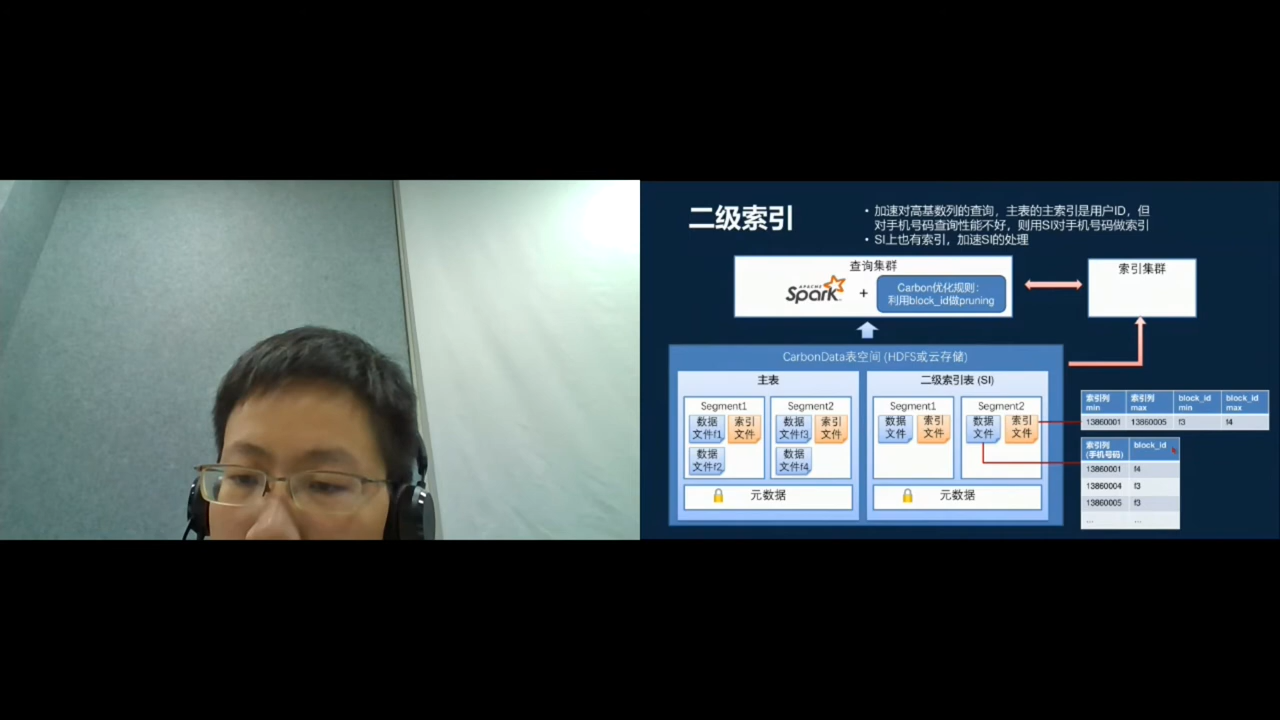 二级索引
• 加速对高基数列的查询，主表的主索引是用户ID，但
对手机号码查询性能不好，则用SI对手机号码做索引
• SI上也有索引，加速SI的处理
查询集群
APACHE
Spark
+
Carbon优化规则：
利用block_id做pruning
索引集群
CarbonData表空间 (HDFS或云存储)
主表
Segment1
数据
文件f1
索引
文件
数据
文件f2
Segment2
数据
文件f3
索引
文件
数据
文件f4
元数据
二级索引表 (SI)
Segment1
数据
文件
索引
文件
Segment2
数据
文件
索引
文件
元数据
索引列 索引列 block_id block_id
min max min max
13860001 13860005 f3 f4
索引列 block_id
(手机号码)
13860001 f4
13860004 f3
13860005 f3
... ...